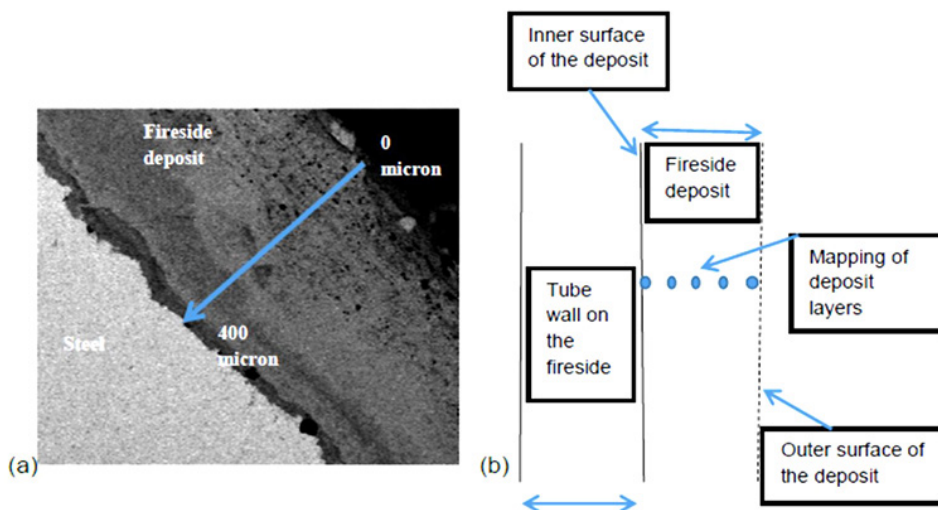 Fireside
deposit
0
micron
400
micron
Steel
(a)
Inner surface
of the deposit
Fireside
deposit
Mapping of
deposit
layers
Tube
wall on
the
fireside
Outer surface of
the deposit
(b)